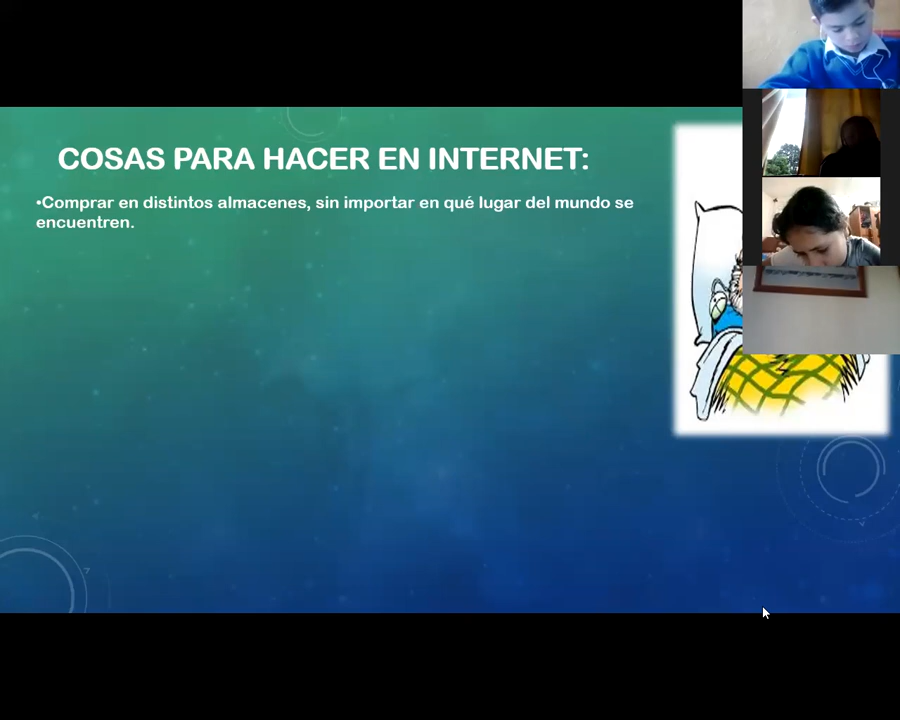 COSAS PARA HACER EN INTERNET:
•Comprar en distintos almacenes, sin importar en qué lugar del mundo se
encuentren.